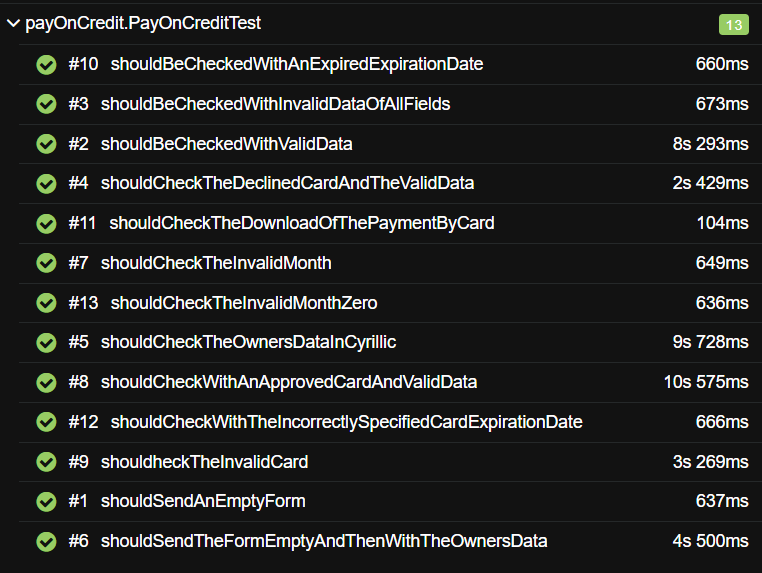 payOnCredit.PayOnCreditTest 13
#10 shouldBeCheckedWithAnExpiredExpirationDate 660ms
#3 shouldBeCheckedWithInvalidDataOfAllFields 673ms
#2 shouldBeCheckedWithValidData 8s 293ms
#4 shouldCheckTheDeclinedCardAndTheValidData 2s 429ms
#11 shouldCheckTheDownloadOfThePaymentByCard 104ms
#7 shouldCheckTheInvalidMonth 649ms
#13 shouldCheckTheInvalidMonthZero 636ms
#5 shouldCheckTheOwnersDataInCyrillic 9s 728ms
#8 shouldCheckWithAnApprovedCardAndValidData 10s 575ms
#12 shouldCheckWithTheIncorrectlySpecifiedCardExpirationDate 666ms
#9 shouldheckTheInvalidCard 3s 269ms
#1 shouldSendAnEmptyForm 637ms
#6 shouldSendTheFormEmptyAndThenWithTheOwnersData 4s 500ms